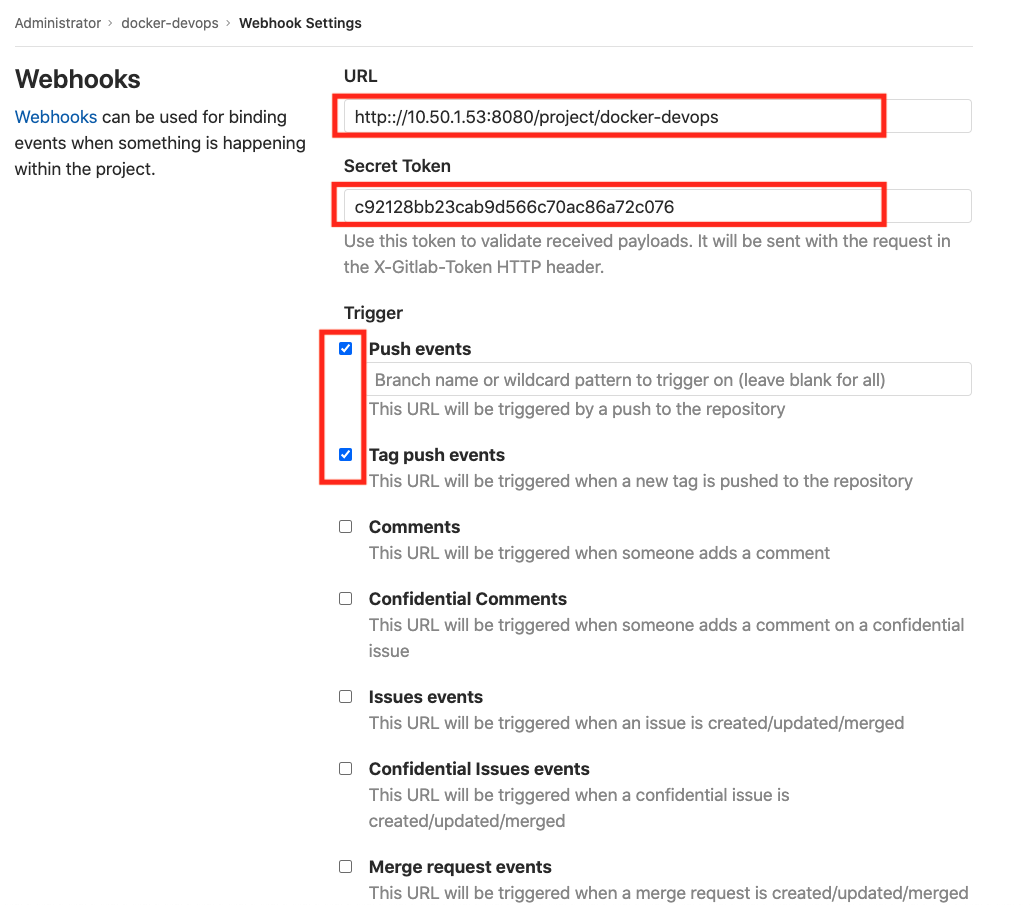 Administrator › docker-devops › Webhook Settings
Webhooks
Webhooks can be used for binding
events when something is happening
within the project.
URL
http:://10.50.1.53:8080/project/docker-devops
Secret Token
c92128bb23cab9d566c70ac86a72c076
Use this token to validate received payloads. It will be sent with the request in
the X-Gitlab-Token HTTP header.
Trigger
Push events
Branch name or wildcard pattern to trigger on (leave blank for all)
This URL will be triggered by a push to the repository
Tag push events
This URL will be triggered when a new tag is pushed to the repository
Comments
This URL will be triggered when someone adds a comment
Confidential Comments
This URL will be triggered when someone adds a comment on a confidential
issue
Issues events
This URL will be triggered when an issue is created/updated/merged
Confidential Issues events
This URL will be triggered when a confidential issue is
created/updated/merged
Merge request events
This URL will be triggered when a merge request is created/updated/merged